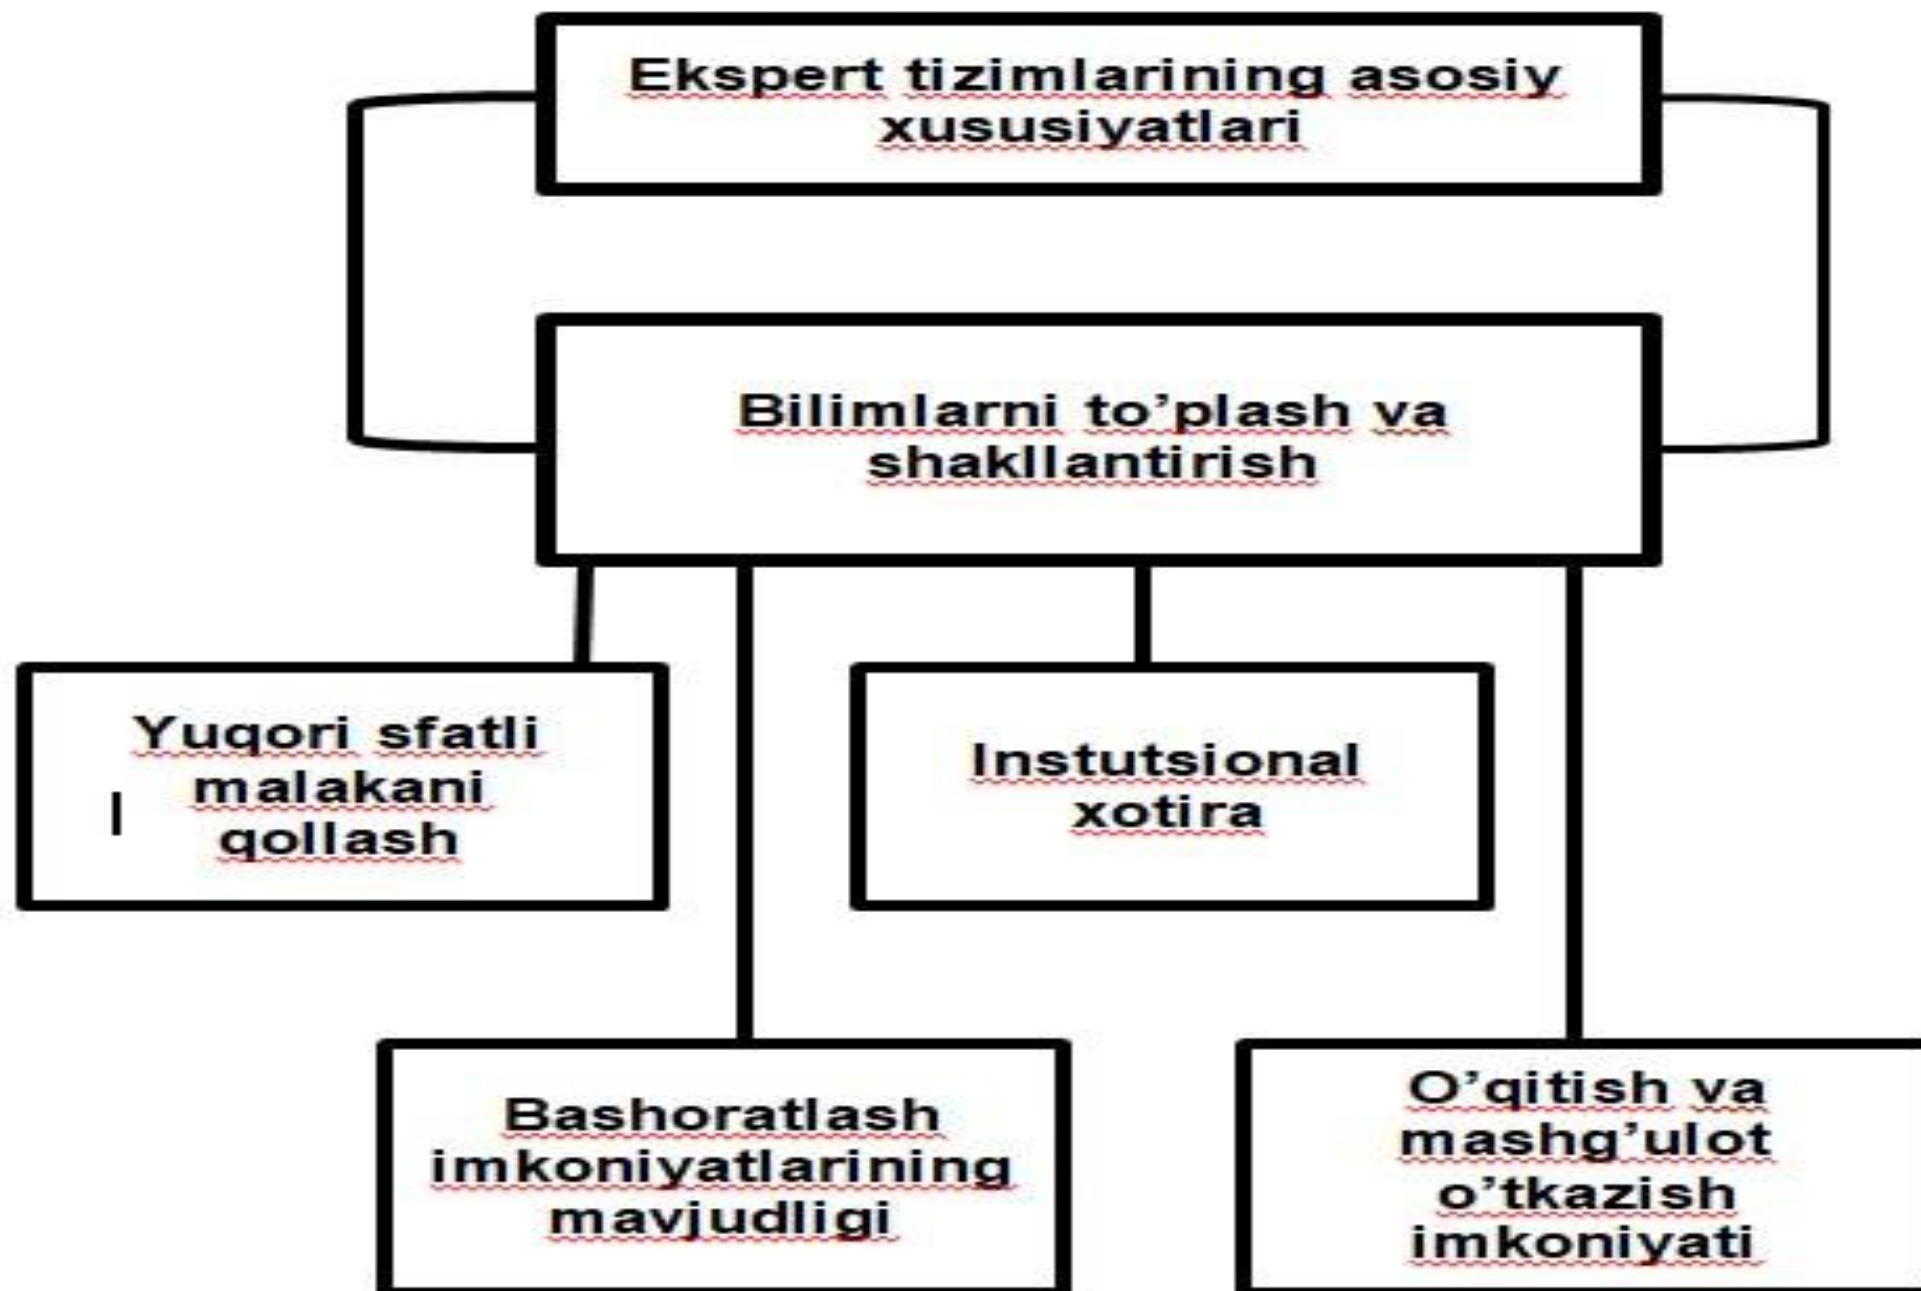 Ekspert tizimlarining asosiy
xususiyatlari
Bilimlarni to’plash va
shakllantirish
Yuqori sfatli
malakani
qollash
Instutsional
xotira
Bashoratlash
imkoniyatlarining
mavjudligi
O’qitish va
mashg’ulot
o’tkazish
imkoniyati